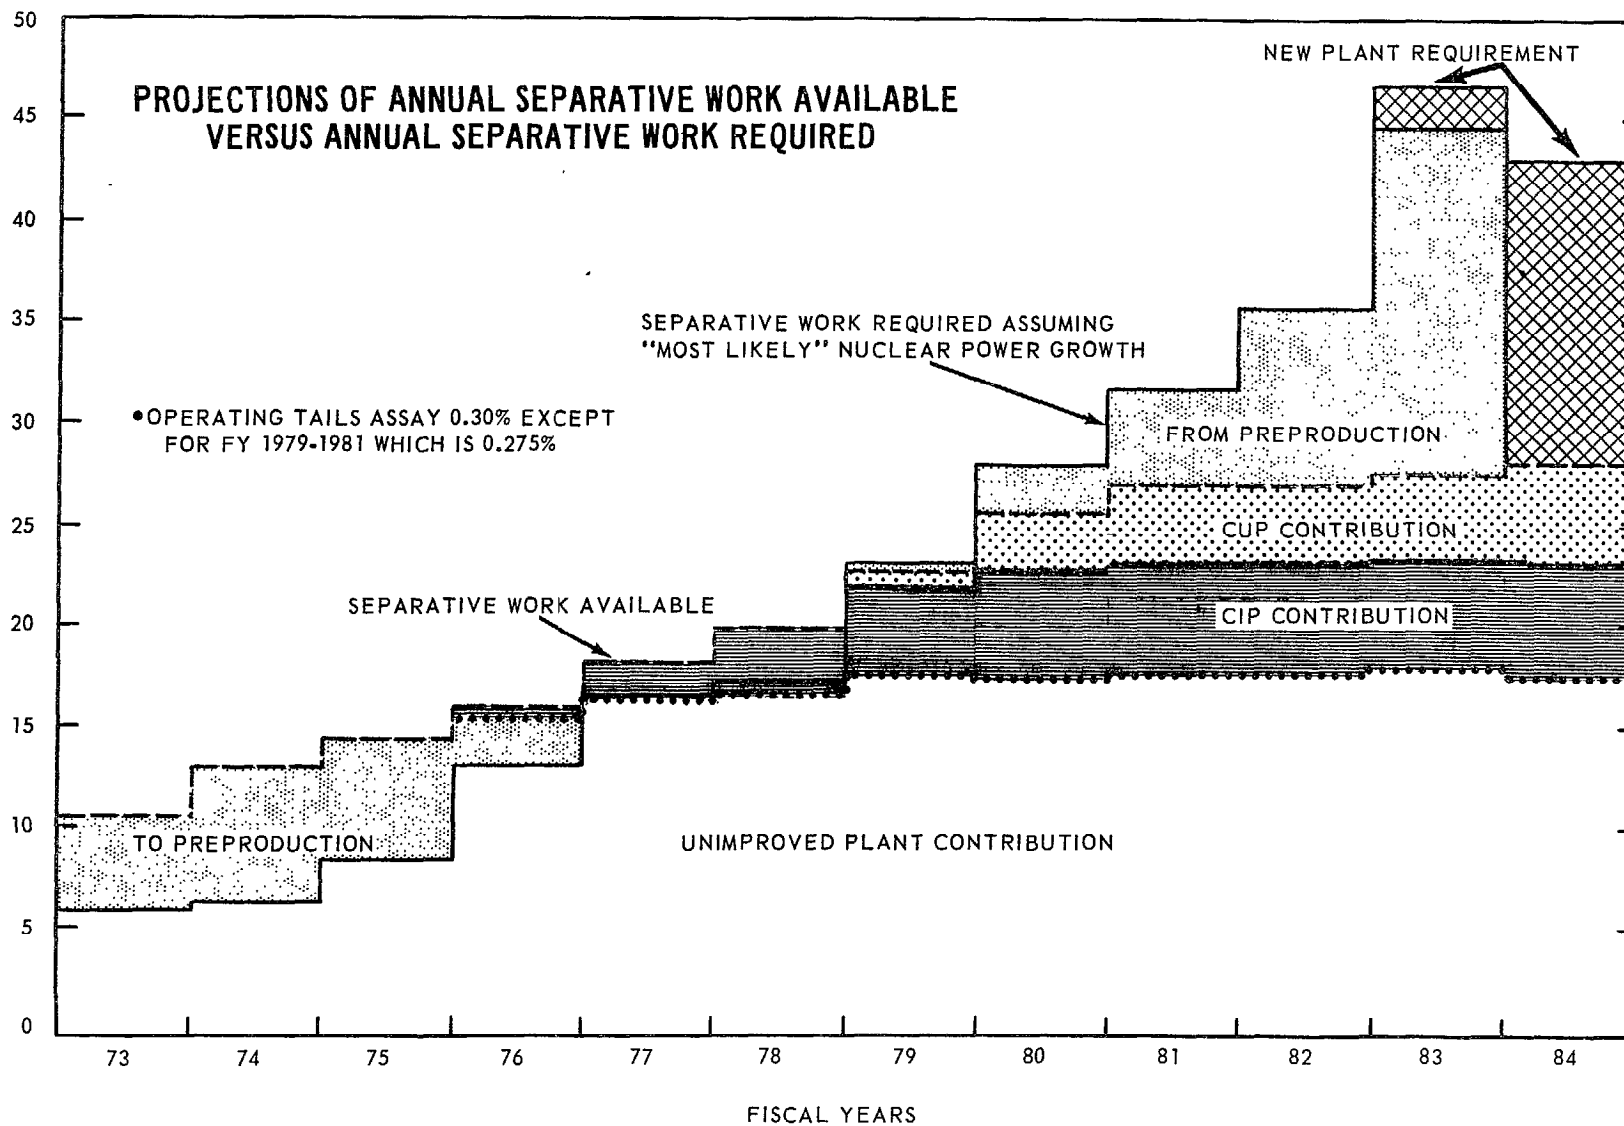 50
45
40
35
30
25
20
15
10
5
0
PROJECTIONS OF ANNUAL SEPARATIVE WORK AVAILABLE
VERSUS ANNUAL SEPARATIVE WORK REQUIRED
NEW PLANT REQUIREMENT
SEPARATIVE WORK REQUIRED ASSUMING
"MOST LIKELY" NUCLEAR POWER GROWTH
•OPERATING TAILS ASSAY 0.30% EXCEPT
FOR FY 1979-1981 WHICH IS 0.275%
FROM PREPRODUCTION
CUP CONTRIBUTION
SEPARATIVE WORK AVAILABLE
CIP CONTRIBUTION
TO PREPRODUCTION
UNIMPROVED PLANT CONTRIBUTION
73 74 75 76 77 78 79 80 81 82 83 84
FISCAL YEARS